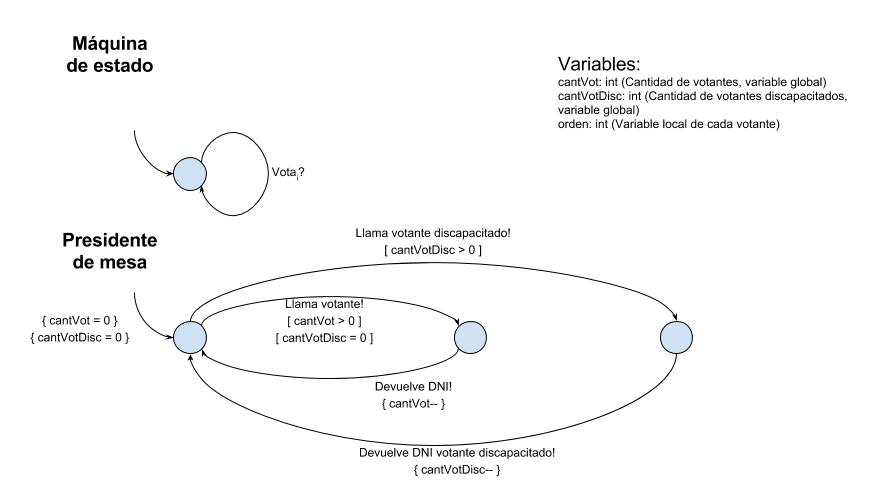 Máquina
de estado
Variables:
cantVot: int (Cantidad de votantes, variable global)
cantVotDisc: int (Cantidad de votantes discapacitados,
variable global)
orden: int (Variable local de cada votante)
Votaᵢ?
Presidente
de mesa
Llama votante discapacitado!
[ cantVotDisc > 0 ]
{ cantVot = 0 }
{ cantVotDisc = 0 }
Llama votante!
[ cantVot > 0 ]
[ cantVotDisc = 0 ]
Devuelve DNI!
{ cantVot-- }
Devuelve DNI votante discapacitado!
{ cantVotDisc-- }